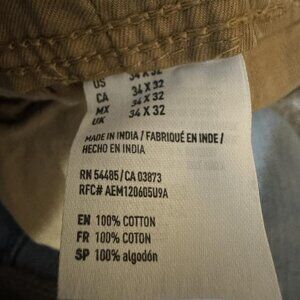 US 34 X 32
CA 34 X 32
MX 34 X 32
UK 34 X 32
MADE IN INDIA / FABRIQUÉ EN INDE /
HECHO EN INDIA
RN 54485 / CA 03873
RFC# AEM120605U9A
EN 100% COTTON
FR 100% COTON
SP 100% algodón